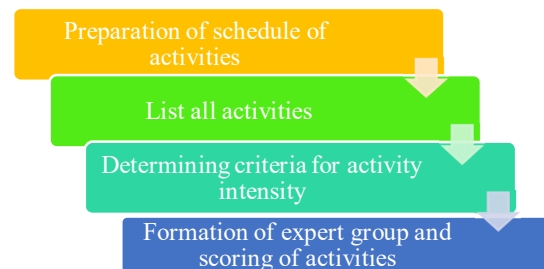 Preparation of schedule of
activities
List all activities
Determining criteria for activity
intensity
Formation of expert group and
scoring of activities